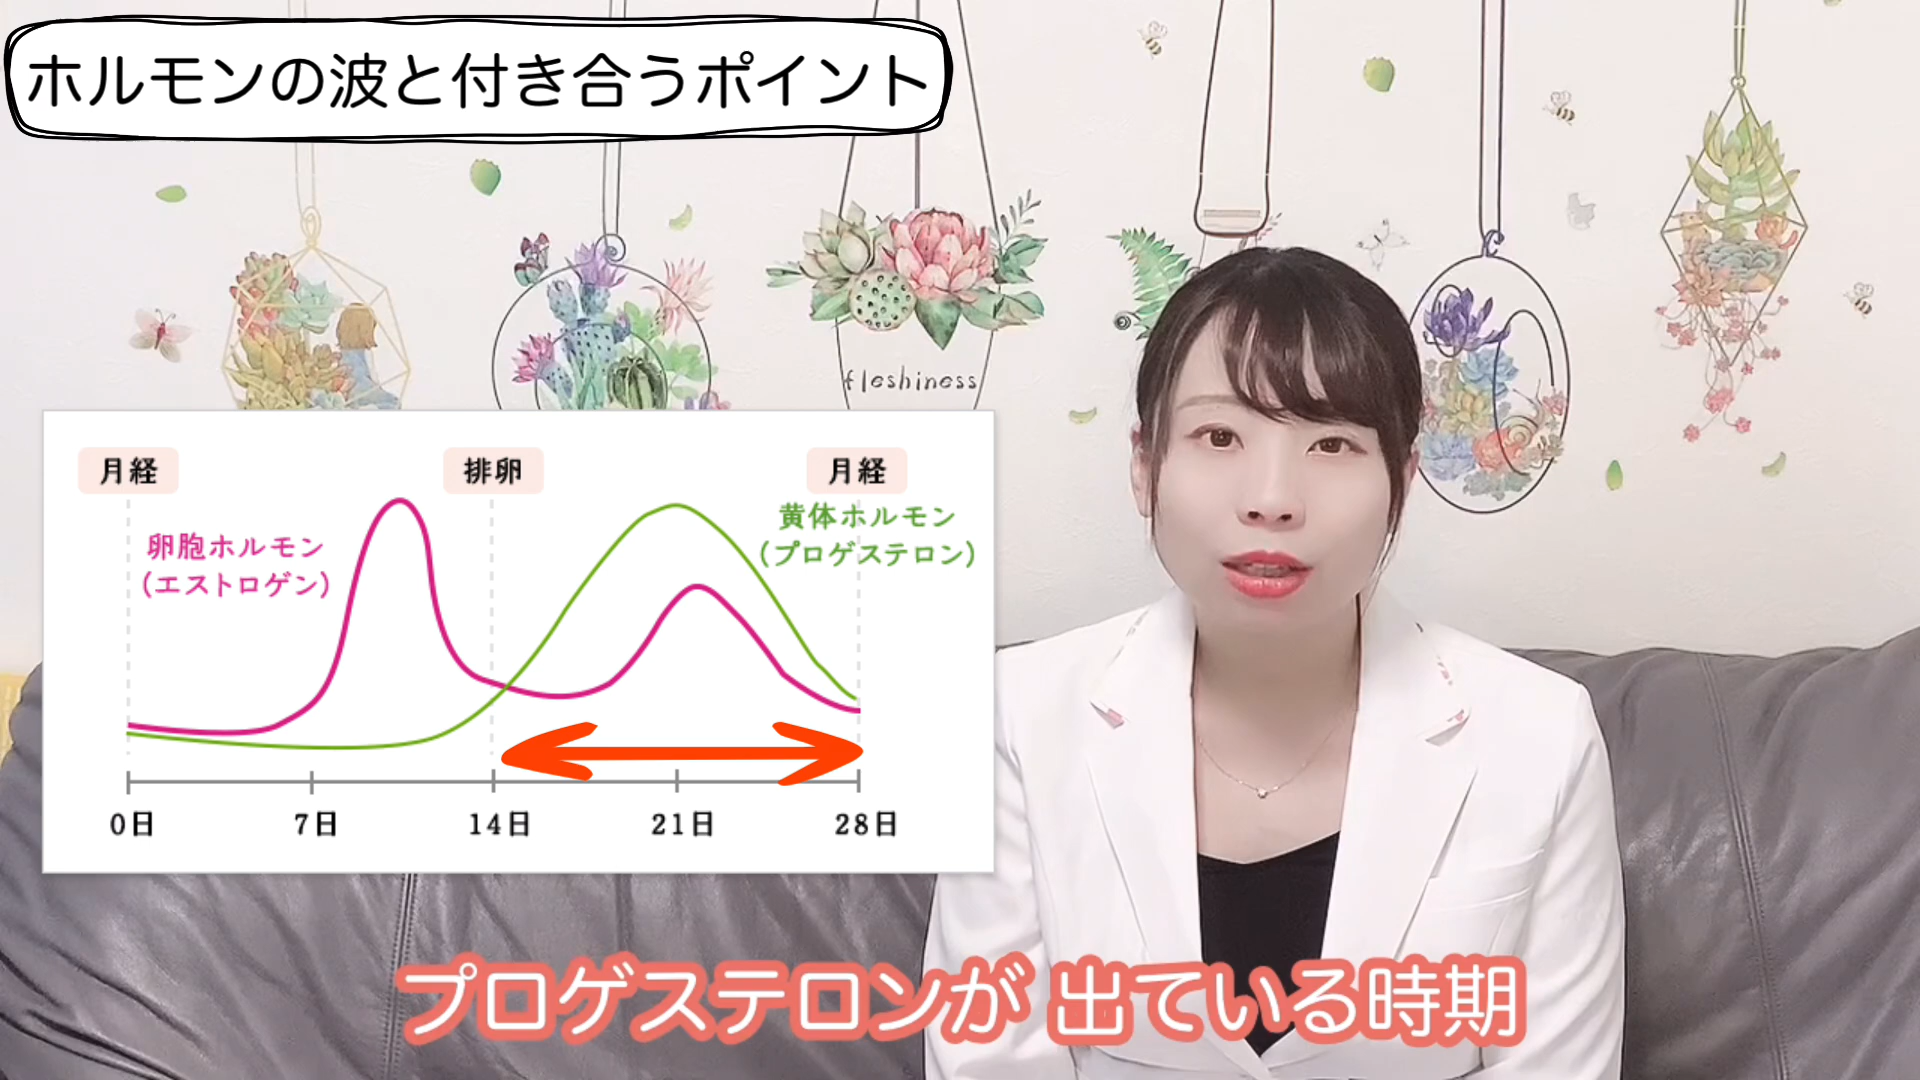 ホルモンの波と付き合うポイント
fleshiness
月経
排卵
月経
卵胞ホルモン
(エストロゲン)
黄体ホルモン
(プロゲステロン)
0日
7日
14日
21日
28日
プロゲステロンが 出ている時期